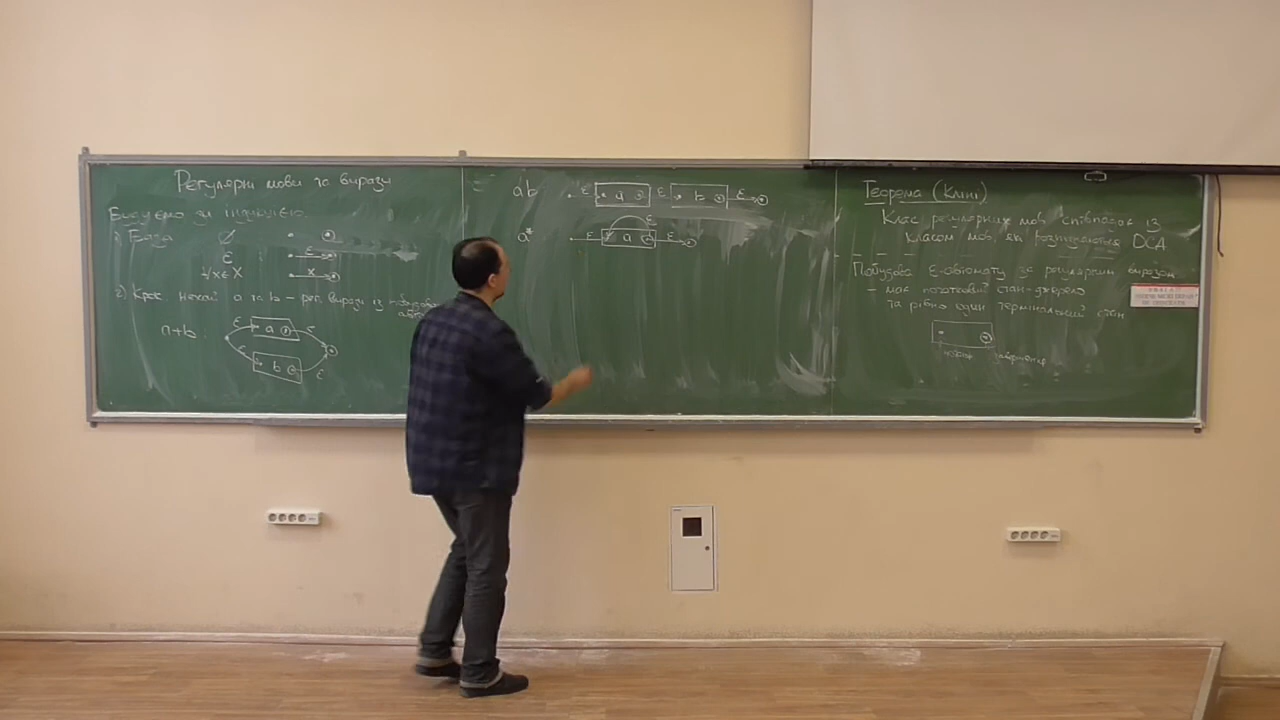 Регулярні мови та вирази
Будуємо за індукцією.
1) База ∅
ε ε
∀x∈X x
2) Крок нехай a та b – рег. вирази із
a+b ε a
b ε
ab ε a ε b ε
a* ε a ε ε
Теорема (Кліні)
Клас регулярних мов співпадає із
класом мов, які розпізнаються DCA
Побудова ε-автомату за регулярним виразом
– має початковий стан-джерело
та рівно один термінальний стан